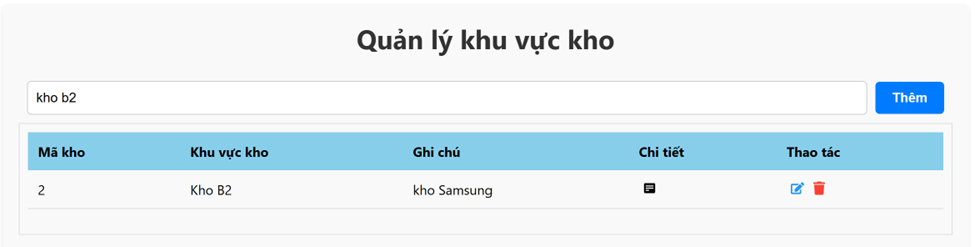 Quản lý khu vực kho
kho b2 Thêm
Mã kho Khu vực kho Ghi chú Chi tiết Thao tác
2 Kho B2 kho Samsung